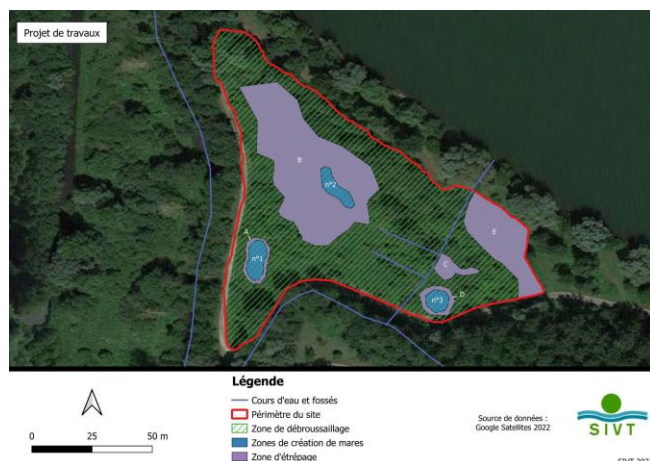 Projet de travaux
B
n°2
E
A
n°1
C
n°3
D
Légende
Cours d'eau et fossés
Périmètre du site
Zone de débroussaillage
Zones de création de mares
Zone d'étrépage
0 25 50 m
Source de données :
Google Satellites 2022
SIVT